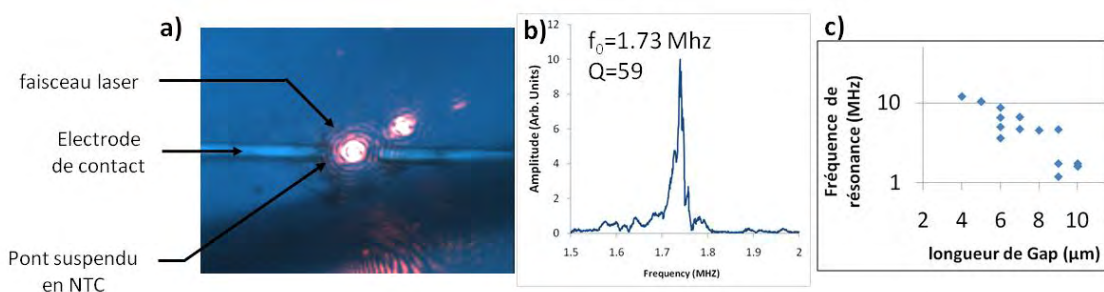 a)
faisceau laser
Electrode
de contact
Pont suspendu
en NTC
b)
f0=1.73 Mhz
Q=59
Amplitude (Arb. Units)
12
10
8
6
4
2
0
1.5
1.6
1.7
1.8
1.9
2
Frequency (MHZ)
c)
Fréquence de
résonance (MHz)
10
1
2
4
6
8
10
longueur de Gap (µm)